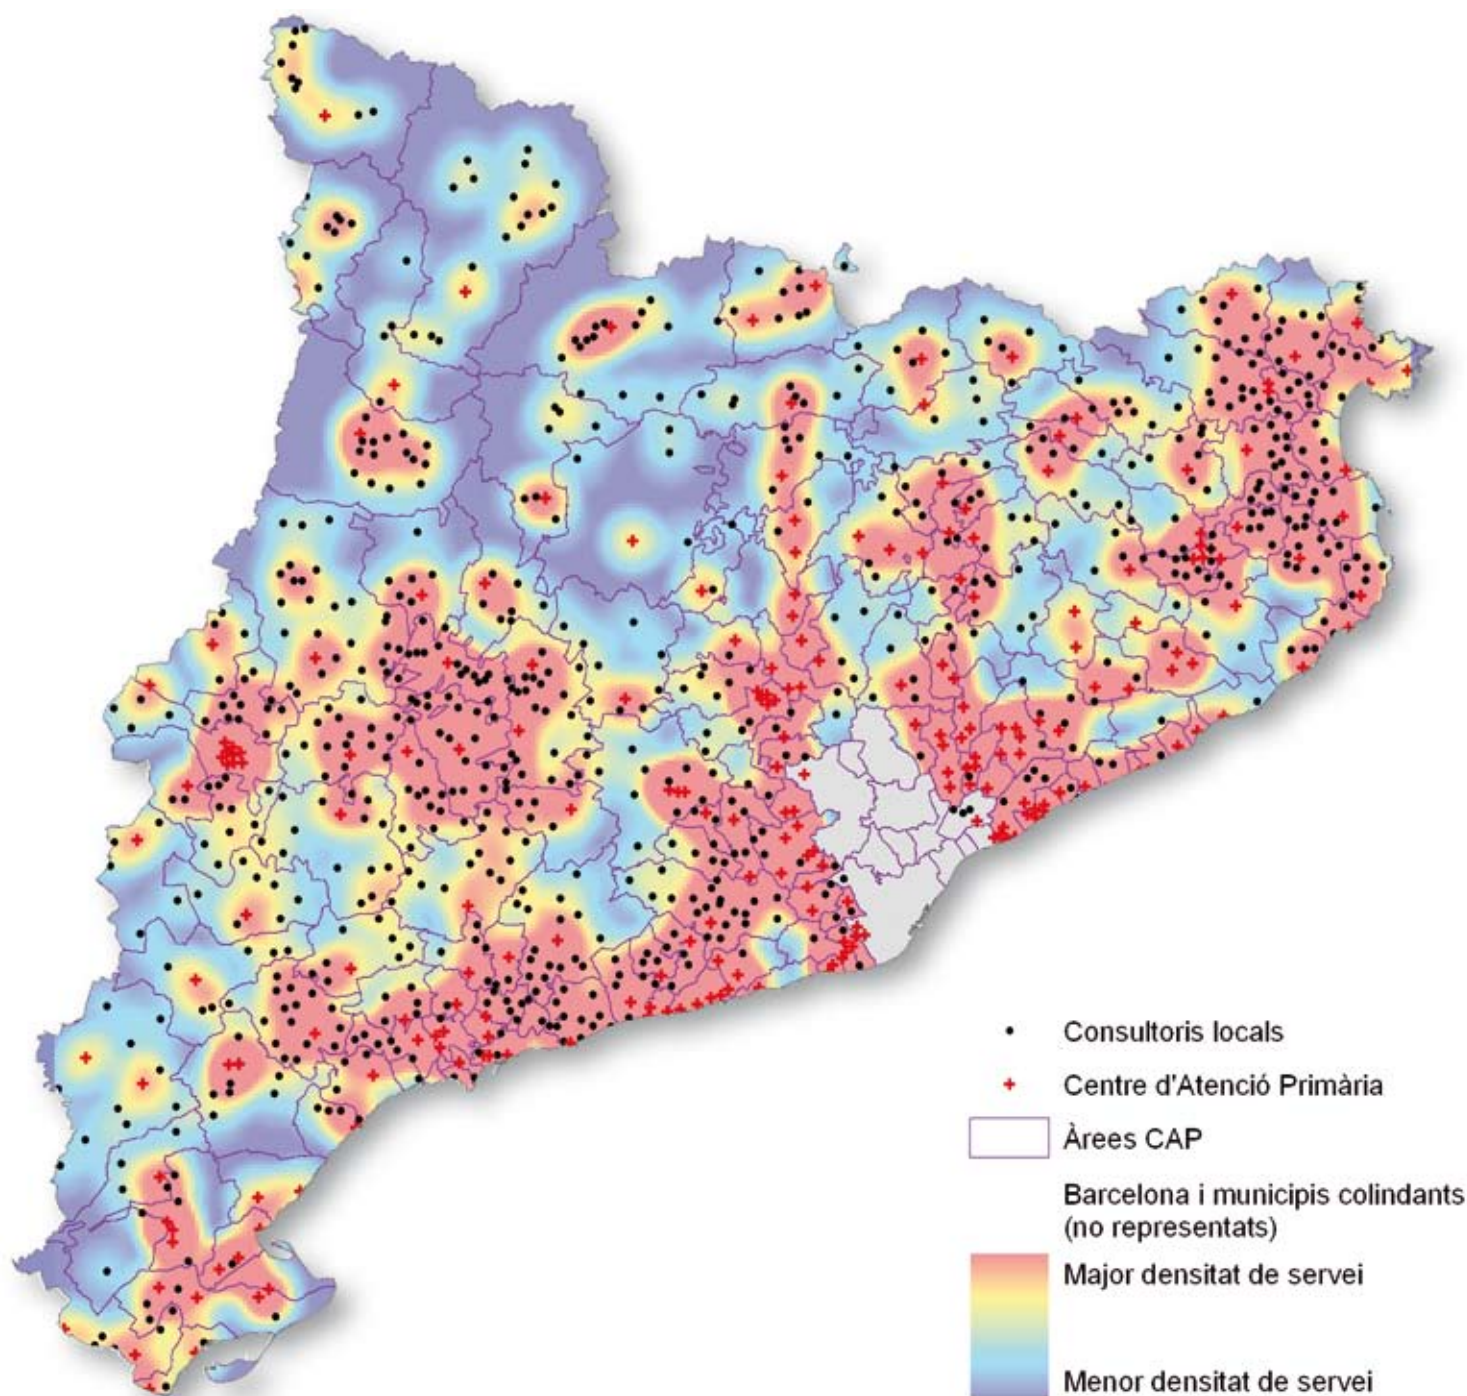 Consultoris locals
Centre d'Atenció Primària
Àrees CAP
Barcelona i municipis colindants
(no representats)
Major densitat de servei
Menor densitat de servei